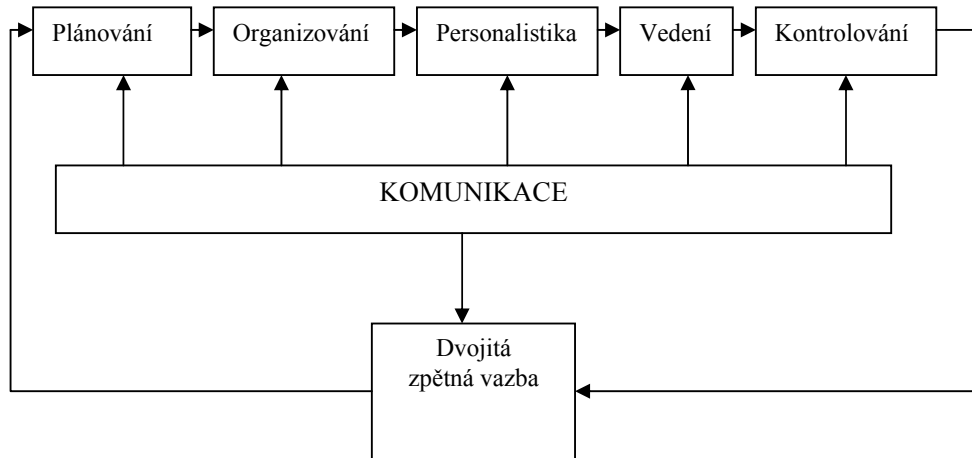 Plánování
Organizování
Personalistika
Vedení
Kontrolování
KOMUNIKACE
Dvojitá
zpětná vazba